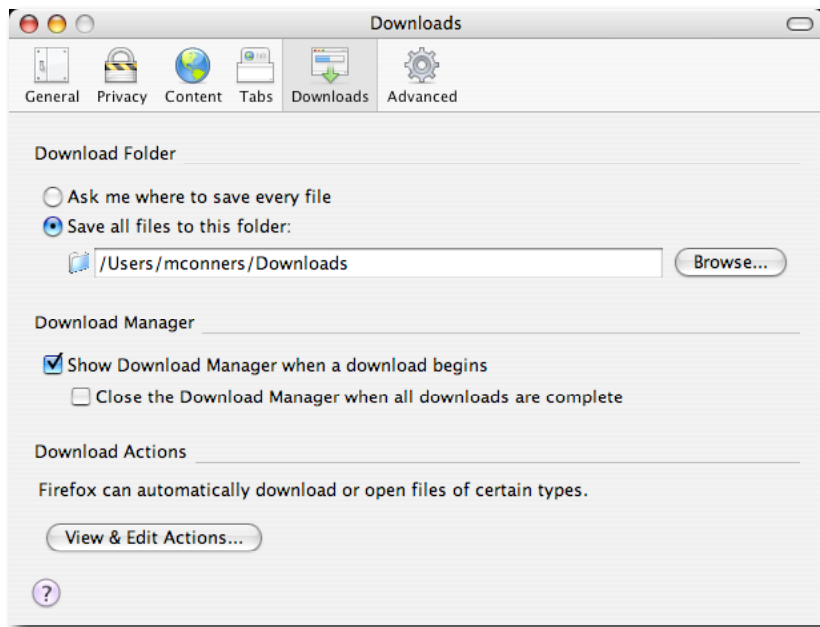 Downloads
General Privacy Content Tabs Downloads Advanced
Download Folder
Ask me where to save every file
Save all files to this folder:
/Users/mconners/Downloads Browse...
Download Manager
Show Download Manager when a download begins
Close the Download Manager when all downloads are complete
Download Actions
Firefox can automatically download or open files of certain types.
View & Edit Actions...
?